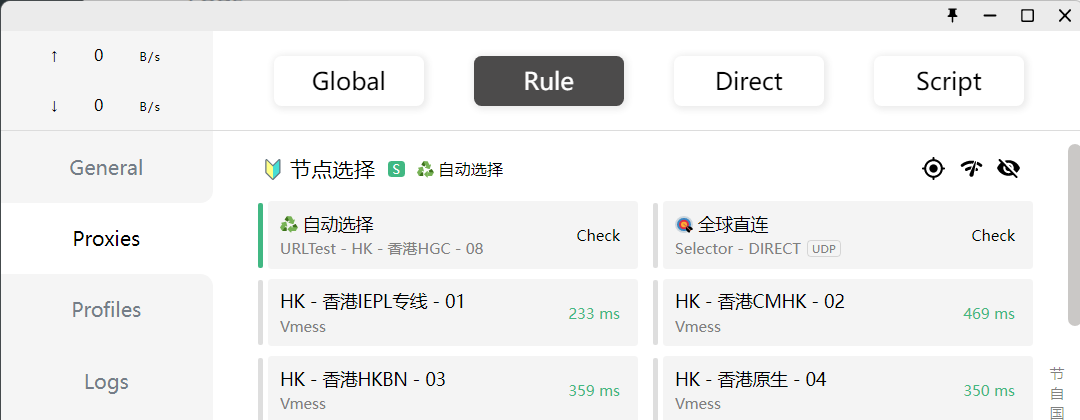 ↑ 0 B/s
↓ 0 B/s
Global Rule Direct Script
General
Proxies
Profiles
Logs
节点选择 S 自动选择
自动选择
URLTest - HK - 香港HGC - 08
Check
全球直连
Selector - DIRECT UDP
Check
HK - 香港IEPL专线 - 01
Vmess
233 ms
HK - 香港CMHK - 02
Vmess
469 ms
HK - 香港HKBN - 03
Vmess
359 ms
HK - 香港原生 - 04
Vmess
350 ms
节
自
国